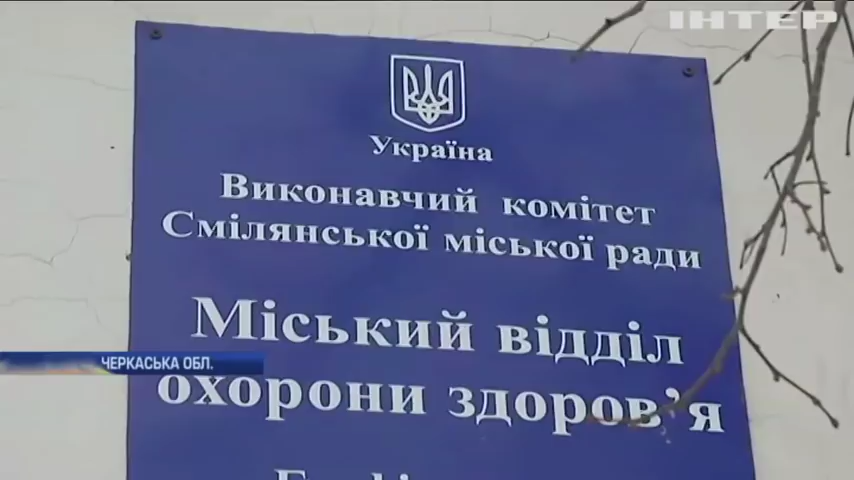 ІНТЕР
Україна
Виконавчий комітет
Смілянської міської ради
Міський відділ
ЧЕРКАСЬКА ОБЛ.
охорони здоров'я